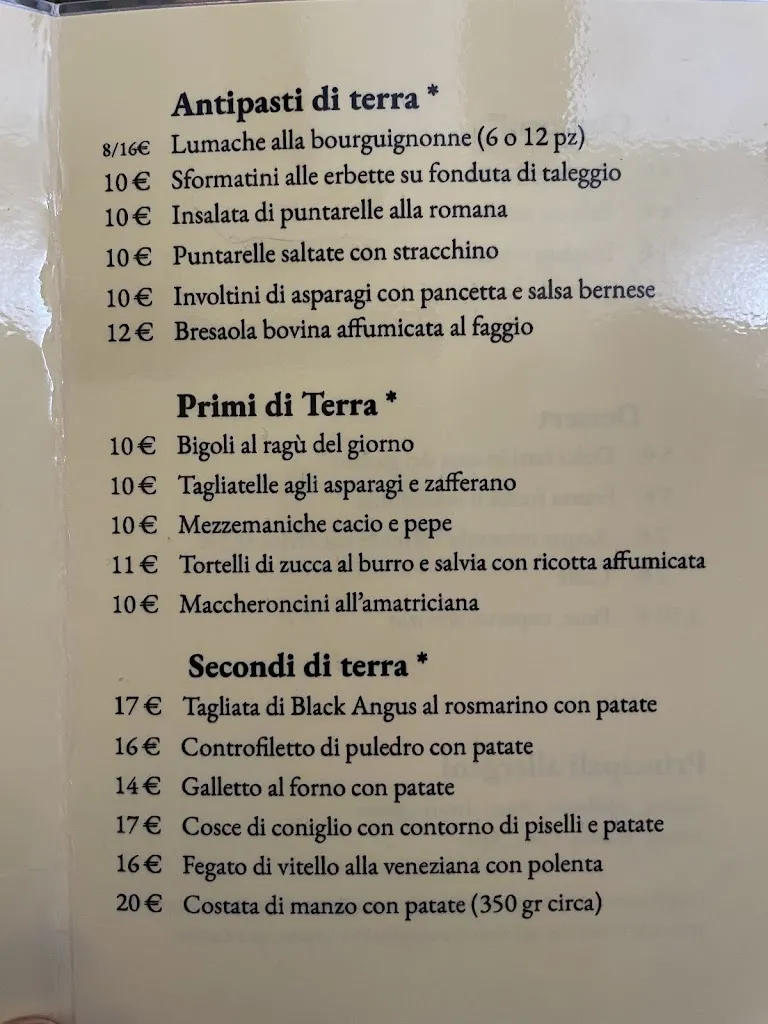 Antipasti di terra *
8/16€ Lumache alla bourguignonne (6 o 12 pz)
10 € Sformatini alle erbette su fonduta di taleggio
10 € Insalata di puntarelle alla romana
10 € Puntarelle saltate con stracchino
10 € Involtini di asparagi con pancetta e salsa bernese
12 € Bresaola bovina affumicata al faggio
Primi di Terra *
10 € Bigoli al ragù del giorno
10 € Tagliatelle agli asparagi e zafferano
10 € Mezzemaniche cacio e pepe
11 € Tortelli di zucca al burro e salvia con ricotta affumicata
10 € Maccheroncini all'amatriciana
Secondi di terra *
17 € Tagliata di Black Angus al rosmarino con patate
16 € Controfiletto di puledro con patate
14 € Galletto al forno con patate
17 € Cosce di coniglio con contorno di piselli e patate
16 € Fegato di vitello alla veneziana con polenta
20 € Costata di manzo con patate (350 gr circa)